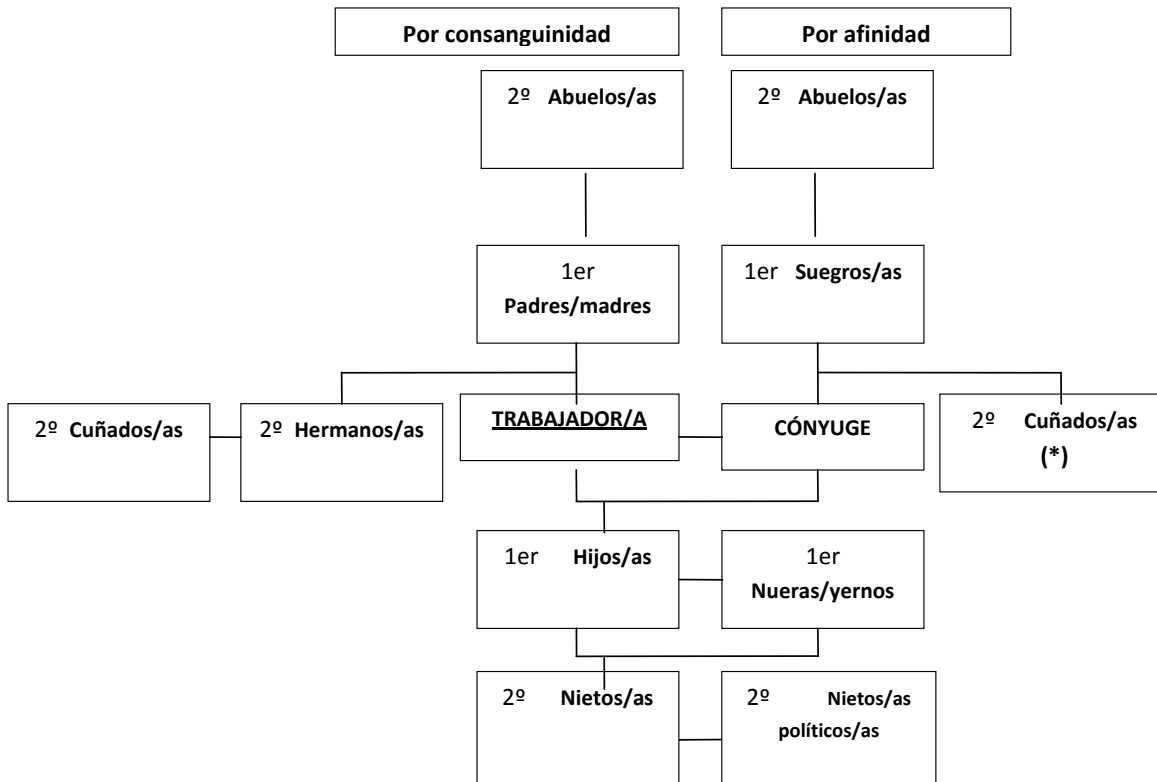 Por consanguinidad
Por afinidad
2º Abuelos/as
2º Abuelos/as
1er
Padres/madres
1er Suegros/as
2º Cuñados/as
2º Hermanos/as
TRABAJADOR/A
CÓNYUGE
2º Cuñados/as
(*)
1er Hijos/as
1er
Nueras/yernos
2º Nietos/as
2º Nietos/as
políticos/as